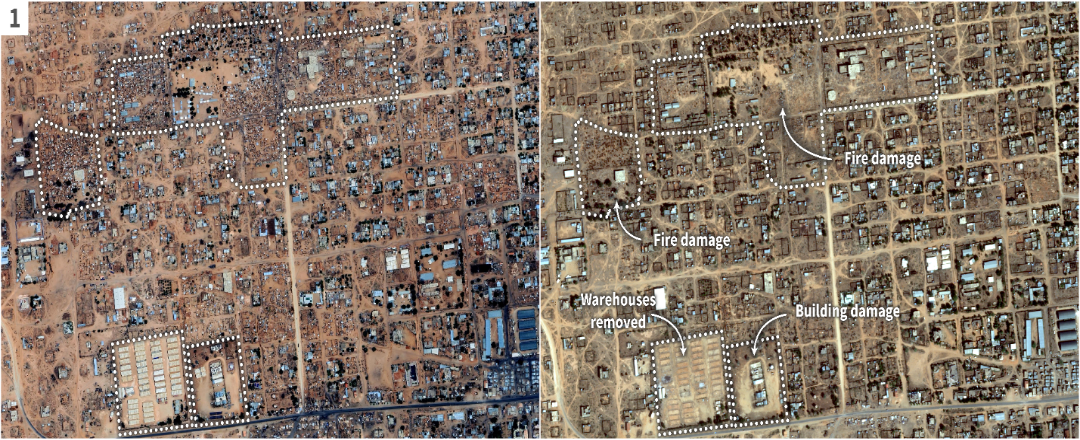 1
Fire damage
Fire damage
Warehouses
removed
Building damage